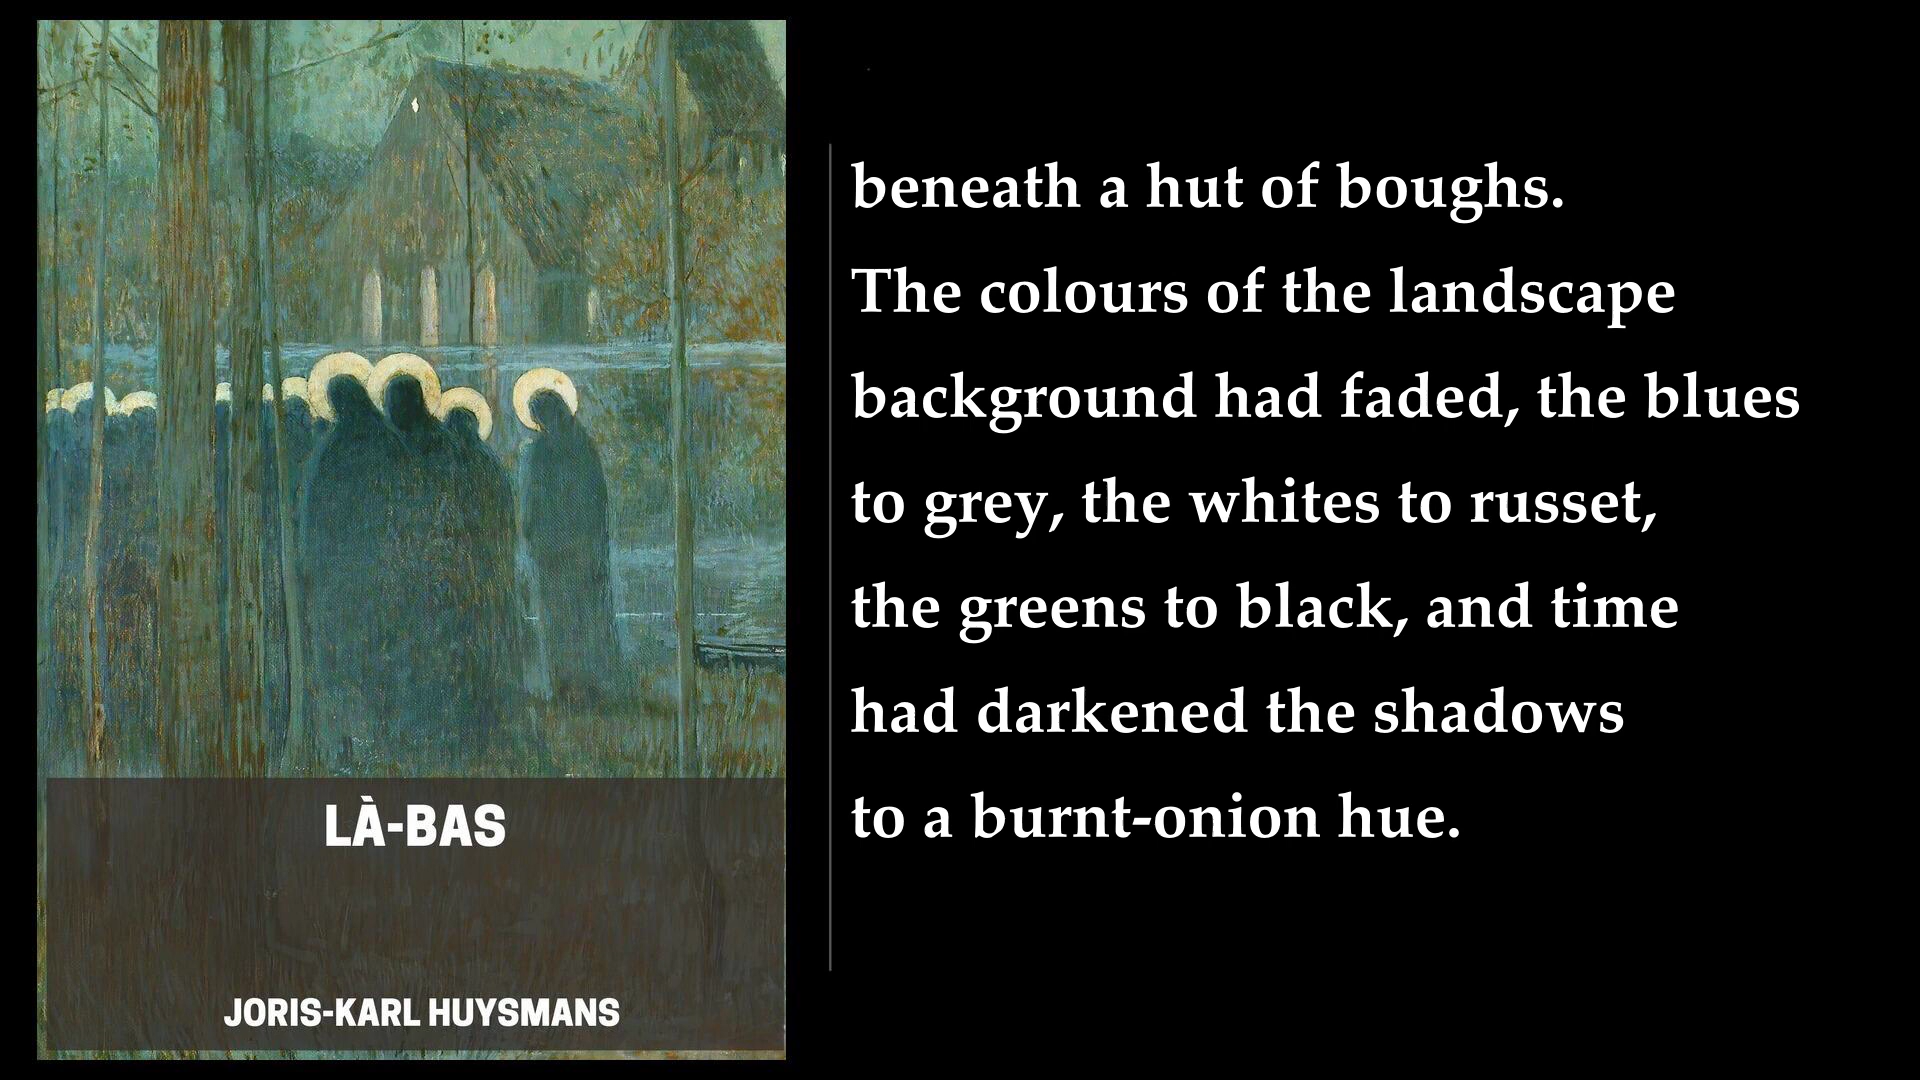 LÀ-BAS
JORIS-KARL HUYSMANS
beneath a hut of boughs.
The colours of the landscape
background had faded, the blues
to grey, the whites to russet,
the greens to black, and time
had darkened the shadows
to a burnt-onion hue.